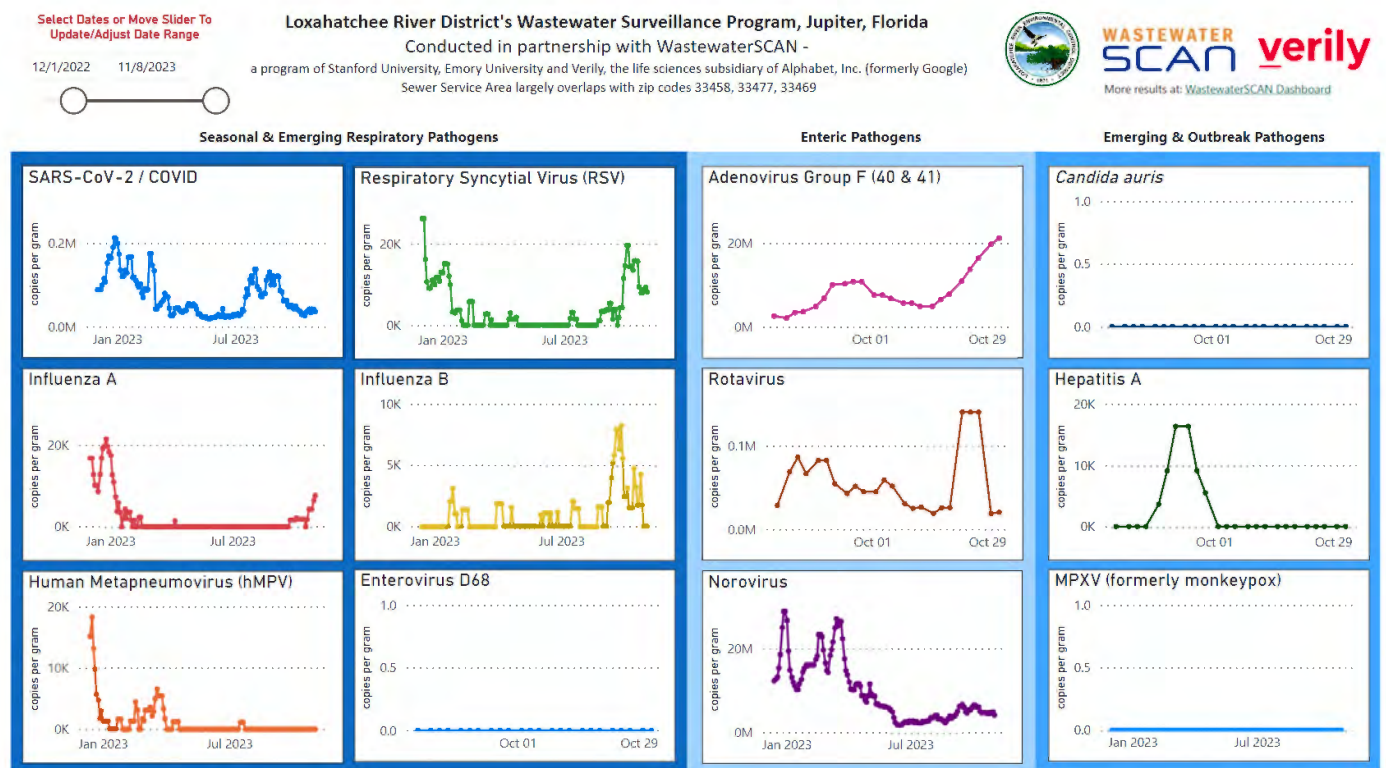 Select Dates or Move Slider To
Update/Adjust Date Range
12/1/2022 11/8/2023
Loxahatchee River District's Wastewater Surveillance Program, Jupiter, Florida
Conducted in partnership with WastewaterSCAN -
a program of Stanford University, Emory University and Verily, the life sciences subsidiary of Alphabet, Inc. (formerly Google)
Sewer Service Area largely overlaps with zip codes 33458, 33477, 33469
WASTEWATER
SCAN
verily
More results at: WastewaterSCAN Dashboard
Seasonal & Emerging Respiratory Pathogens
Enteric Pathogens
Emerging & Outbreak Pathogens
SARS-CoV-2 / COVID
copies per gram
0.2M
0.0M
Jan 2023 Jul 2023
Respiratory Syncytial Virus (RSV)
copies per gram
20K
0K
Jan 2023 Jul 2023
Adenovirus Group F (40 & 41)
copies per gram
20M
0M
Oct 01 Oct 29
Candida auris
copies per gram
1.0
0.5
0.0
Oct 01 Oct 29
Influenza A
copies per gram
20K
0K
Jan 2023 Jul 2023
Influenza B
copies per gram
10K
5K
0K
Jan 2023 Jul 2023
Rotavirus
copies per gram
0.1M
0.0M
Oct 01 Oct 29
Hepatitis A
copies per gram
20K
10K
0K
Oct 01 Oct 29
Human Metapneumovirus (hMPV)
copies per gram
20K
10K
0K
Jan 2023 Jul 2023
Enterovirus D68
copies per gram
1.0
0.5
0.0
Oct 01 Oct 29
Norovirus
copies per gram
20M
0M
Jan 2023 Jul 2023
MPXV (formerly monkeypox)
copies per gram
1.0
0.5
0.0
Jan 2023 Jul 2023